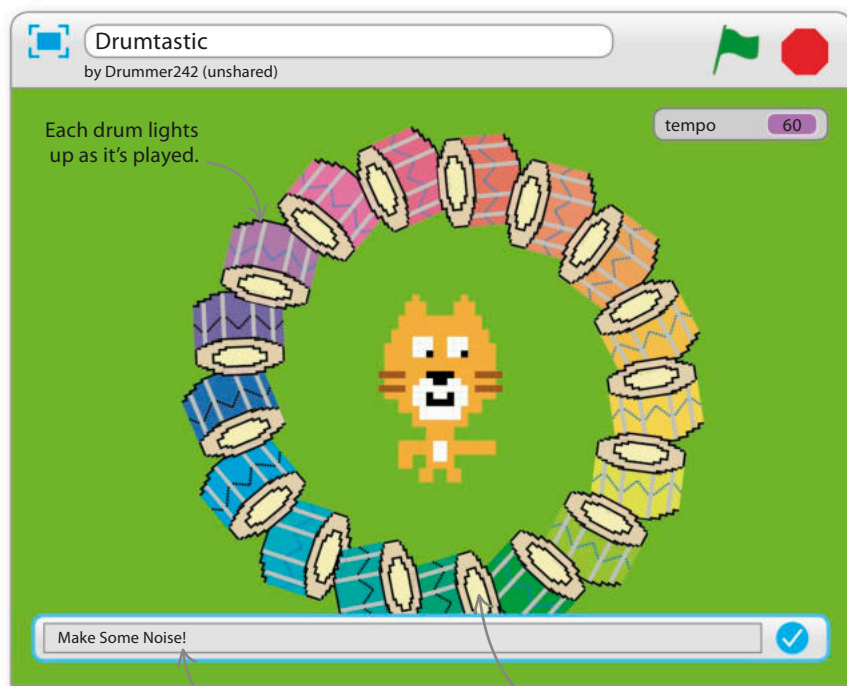 Drumtastic
by Drummer242 (unshared)
Each drum lights
up as it's played.
tempo 60
Make Some Noise!